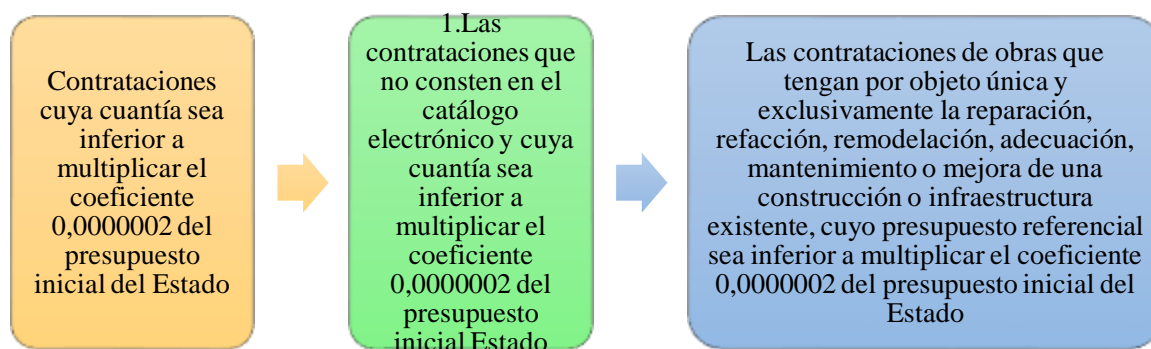 Contrataciones
cuya cuantía sea
inferior a
multiplicar el
coeficiente
0,0000002 del
presupuesto
inicial del Estado
1.Las
contrataciones que
no consten en el
catálogo
electrónico y cuya
cuantía sea
inferior a
multiplicar el
coeficiente
0,0000002 del
presupuesto
inicial Estado
Las contrataciones de obras que
tengan por objeto única y
exclusivamente la reparación,
refacción, remodelación, adecuación,
mantenimiento o mejora de una
construcción o infraestructura
existente, cuyo presupuesto referencial
sea inferior a multiplicar el coeficiente
0,0000002 del presupuesto inicial del
Estado